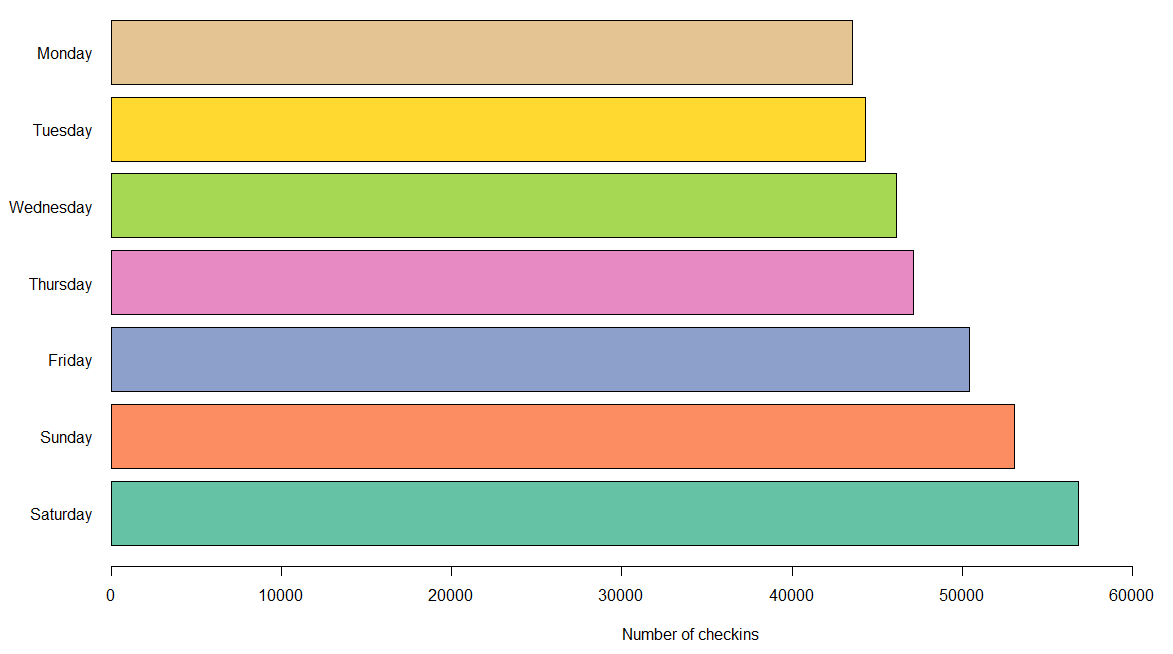 Monday
Tuesday
Wednesday
Thursday
Friday
Sunday
Saturday
0 10000 20000 30000 40000 50000 60000
Number of checkins